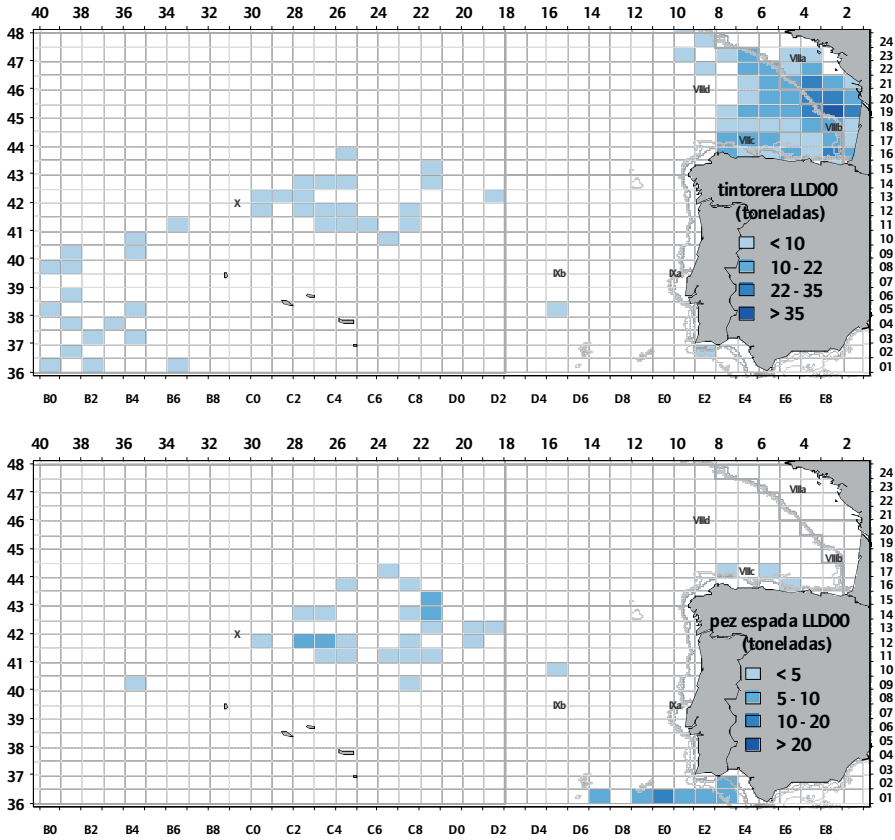 40 38 36 34 32 30 28 26 24 22 20 18 16 14 12 10 8 6 4 2
48 24
23
47 22
VIIIa
21
46 VIIId 20
19
45 VIIIb 18
VIIIc 17
44 16
15
43 14
tintorera LLD00
13
42 X 12
(toneladas)
11
41 10
< 10
09
40 IXb IXa 08
10 - 22
07
39 06
22 - 35
05
38 04
> 35
03
37 02
36 01
B0 B2 B4 B6 B8 C0 C2 C4 C6 C8 D0 D2 D4 D6 D8 E0 E2 E4 E6 E8
40 38 36 34 32 30 28 26 24 22 20 18 16 14 12 10 8 6 4 2
48 24
23
47 VIIIa 22
21
46 VIIId 20
19
45 VIIIb 18
VIIIc 17
44 16
15
43 14
pez espada LLD00
13
42 X 12
(toneladas)
11
41 10
< 5
09
40 08
5 - 10
IXb IXa 07
39 06
10 - 20
05
38 04
> 20
03
37 02
36 01
B0 B2 B4 B6 B8 C0 C2 C4 C6 C8 D0 D2 D4 D6 D8 E0 E2 E4 E6 E8